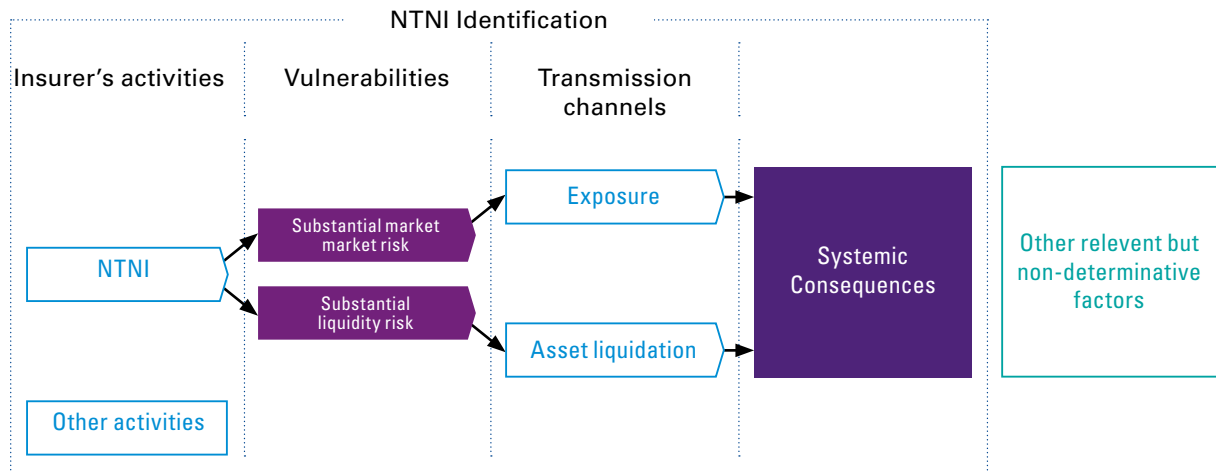 NTNI Identification
Insurer's activities
Vulnerabilities
Transmission
channels
NTNI
Other activities
Substantial market
market risk
Substantial
liquidity risk
Exposure
Asset liquidation
Systemic
Consequences
Other relevent but
non-determinative
factors